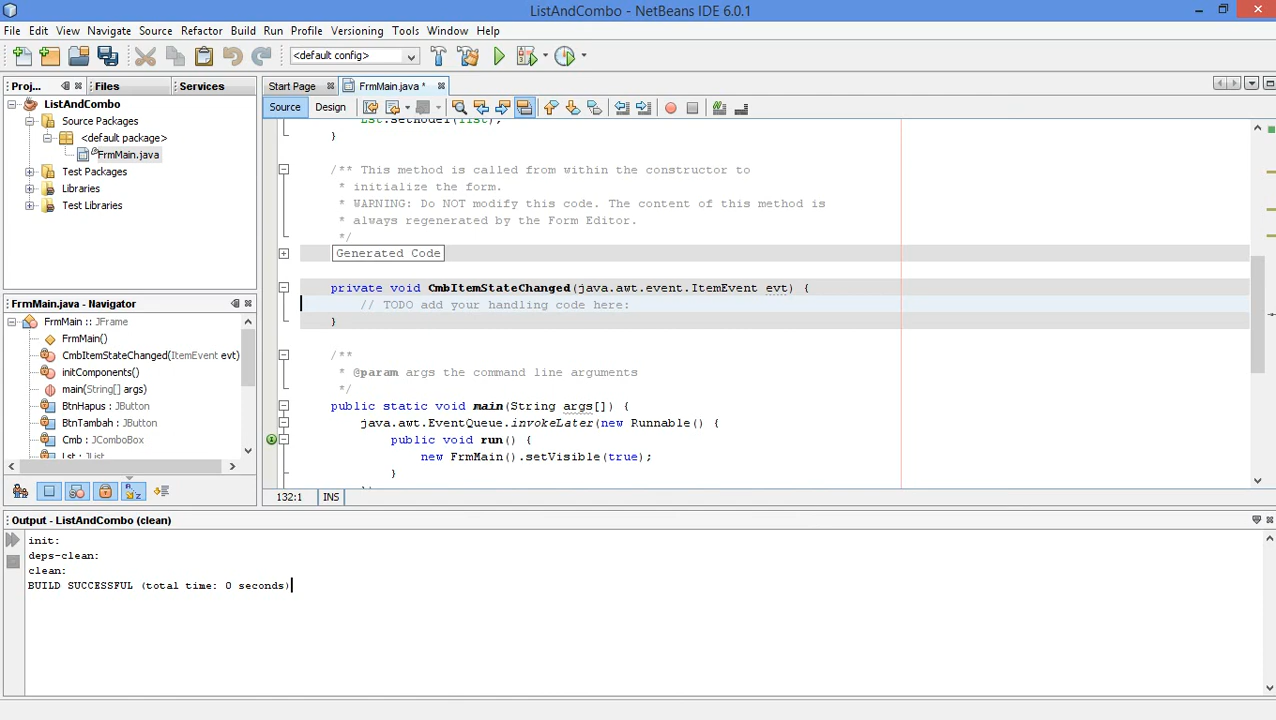 ListAndCombo - NetBeans IDE 6.0.1
File Edit View Navigate Source Refactor Build Run Profile Versioning Tools Window Help
<default config>
Proj... Files Services
Start Page FrmMain.java *
ListAndCombo
Source Packages
<default package>
FrmMain.java
Test Packages
Libraries
Test Libraries
Source Design
Lst.setModel(list);
}
/** This method is called from within the constructor to
* initialize the form.
* WARNING: Do NOT modify this code. The content of this method is
* always regenerated by the Form Editor.
*/
Generated Code
private void CmbItemStateChanged(java.awt.event.ItemEvent evt) {
// TODO add your handling code here:
}
/**
* @param args the command line arguments
*/
public static void main(String args[]) {
java.awt.EventQueue.invokeLater(new Runnable() {
public void run() {
new FrmMain().setVisible(true);
}
});
132:1 INS
FrmMain.java - Navigator
FrmMain :: JFrame
FrmMain()
CmbItemStateChanged(ItemEvent evt)
initComponents()
main(String[] args)
BtnHapus : JButton
BtnTambah : JButton
Cmb : JComboBox
Lst : JList
Output - ListAndCombo (clean)
init:
deps-clean:
clean:
BUILD SUCCESSFUL (total time: 0 seconds)